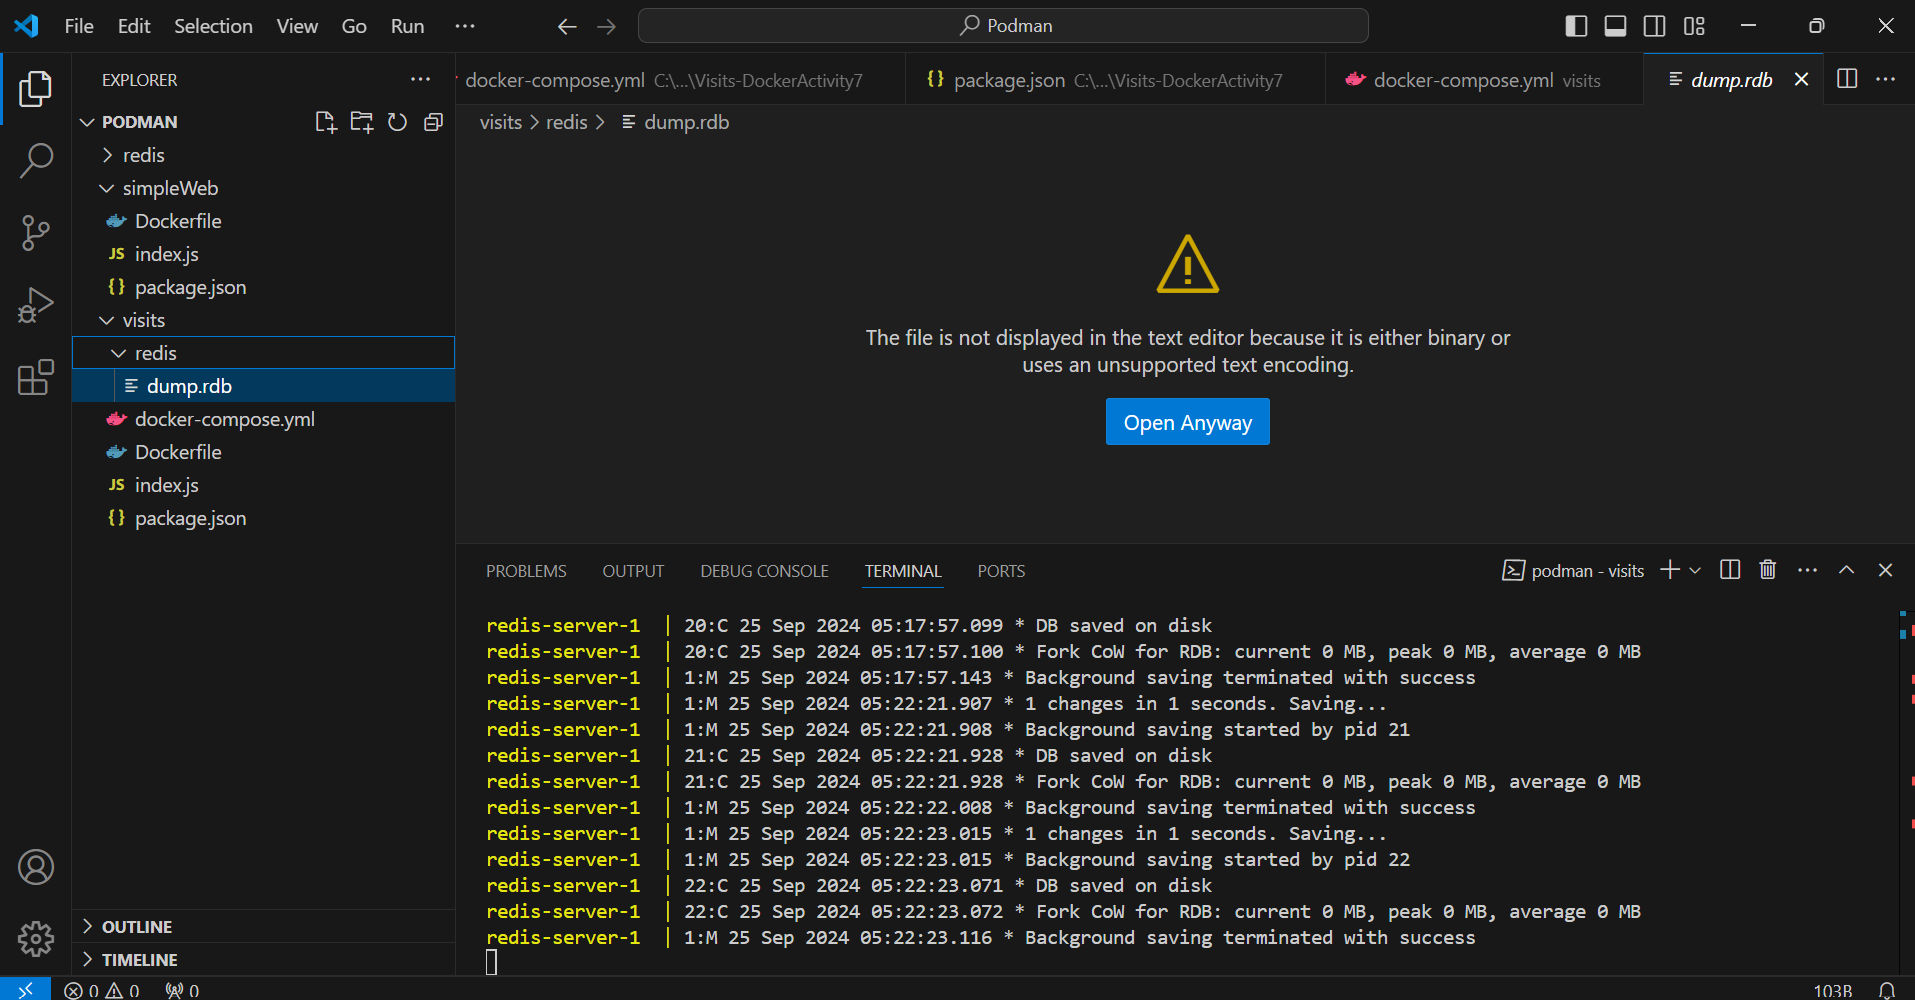 File Edit Selection View Go Run ··· Podman
EXPLORER ···
docker-compose.yml C:\...\Visits-DockerActivity7 {} package.json C:\...\Visits-DockerActivity7 docker-compose.yml visits dump.rdb
visits > redis > dump.rdb
PODMAN
redis
simpleWeb
Dockerfile
JS index.js
{} package.json
visits
redis
dump.rdb
docker-compose.yml
Dockerfile
JS index.js
{} package.json
OUTLINE
TIMELINE
The file is not displayed in the text editor because it is either binary or
uses an unsupported text encoding.
Open Anyway
PROBLEMS OUTPUT DEBUG CONSOLE TERMINAL PORTS podman - visits
redis-server-1 | 20:C 25 Sep 2024 05:17:57.099 * DB saved on disk
redis-server-1 | 20:C 25 Sep 2024 05:17:57.100 * Fork CoW for RDB: current 0 MB, peak 0 MB, average 0 MB
redis-server-1 | 1:M 25 Sep 2024 05:17:57.143 * Background saving terminated with success
redis-server-1 | 1:M 25 Sep 2024 05:22:21.907 * 1 changes in 1 seconds. Saving...
redis-server-1 | 1:M 25 Sep 2024 05:22:21.908 * Background saving started by pid 21
redis-server-1 | 21:C 25 Sep 2024 05:22:21.928 * DB saved on disk
redis-server-1 | 21:C 25 Sep 2024 05:22:21.928 * Fork CoW for RDB: current 0 MB, peak 0 MB, average 0 MB
redis-server-1 | 1:M 25 Sep 2024 05:22:22.008 * Background saving terminated with success
redis-server-1 | 1:M 25 Sep 2024 05:22:23.015 * 1 changes in 1 seconds. Saving...
redis-server-1 | 1:M 25 Sep 2024 05:22:23.015 * Background saving started by pid 22
redis-server-1 | 22:C 25 Sep 2024 05:22:23.071 * DB saved on disk
redis-server-1 | 22:C 25 Sep 2024 05:22:23.072 * Fork CoW for RDB: current 0 MB, peak 0 MB, average 0 MB
redis-server-1 | 1:M 25 Sep 2024 05:22:23.116 * Background saving terminated with success
0 0 0 103B